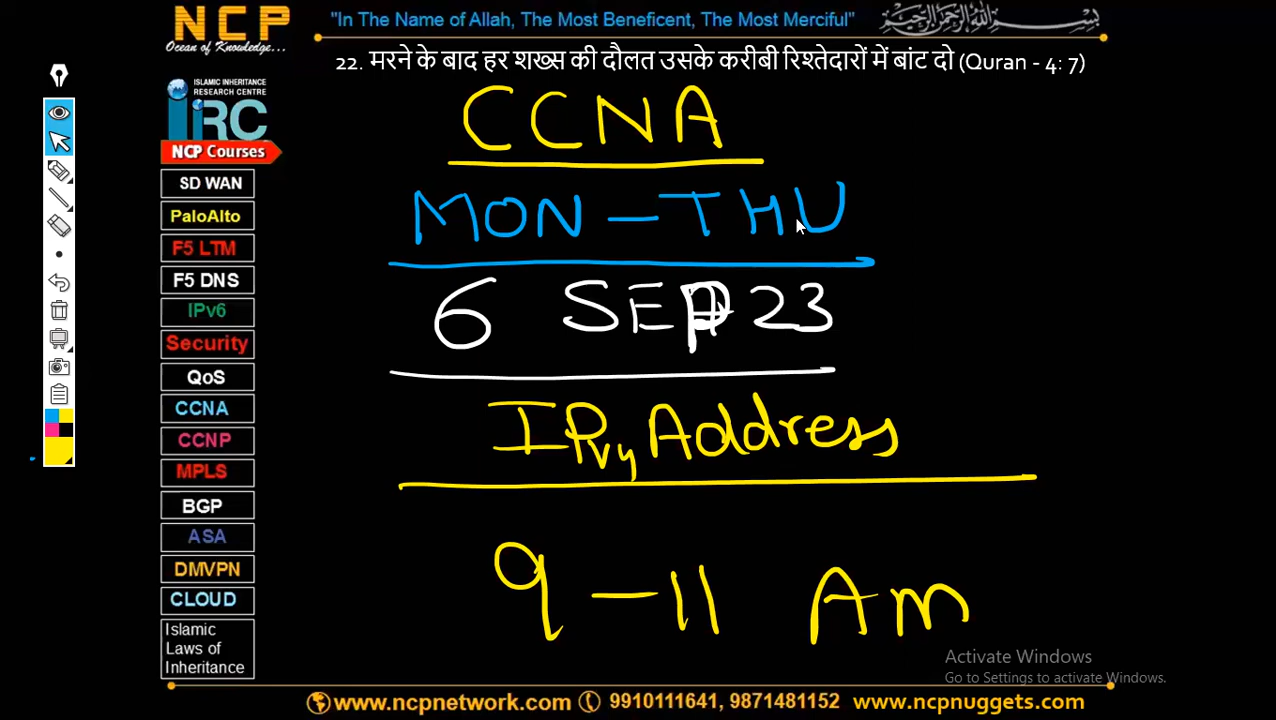 NCP
Ocean of Knowledge...
"In The Name of Allah, The Most Beneficent, The Most Merciful"
22. मरने के बाद हर शख्स की दौलत उसके करीबी रिश्तेदारों में बांट दो (Quran - 4: 7)
ISLAMIC INHERITANCE
RESEARCH CENTRE
iRC
NCP Courses
SD WAN
PaloAlto
F5 LTM
F5 DNS
IPv6
Security
QoS
CCNA
CCNP
MPLS
BGP
ASA
DMVPN
CLOUD
Islamic
Laws of
Inheritance
CCNA
MON - THU
6 SEP 23
IPv4 Address
9 - 11 Am
Activate Windows
Go to Settings to activate Windows.
www.ncpnetwork.com 9910111641, 9871481152 www.ncpnuggets.com